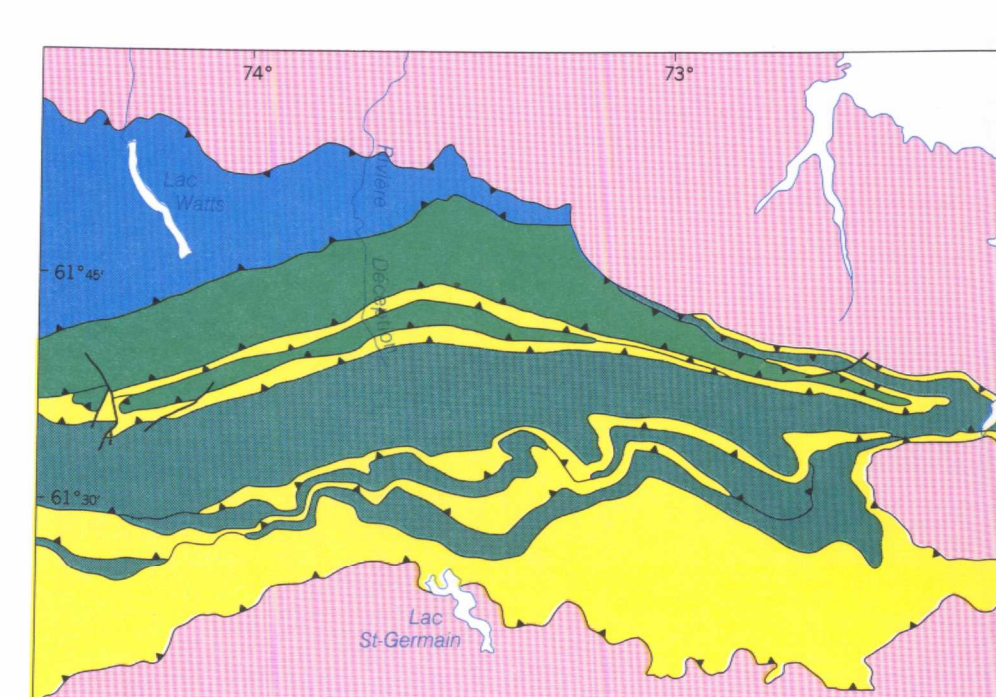 74°
73°
Rivière
Lac
Watts
61°45'
Déception
61°30'
Lac
St-Germain